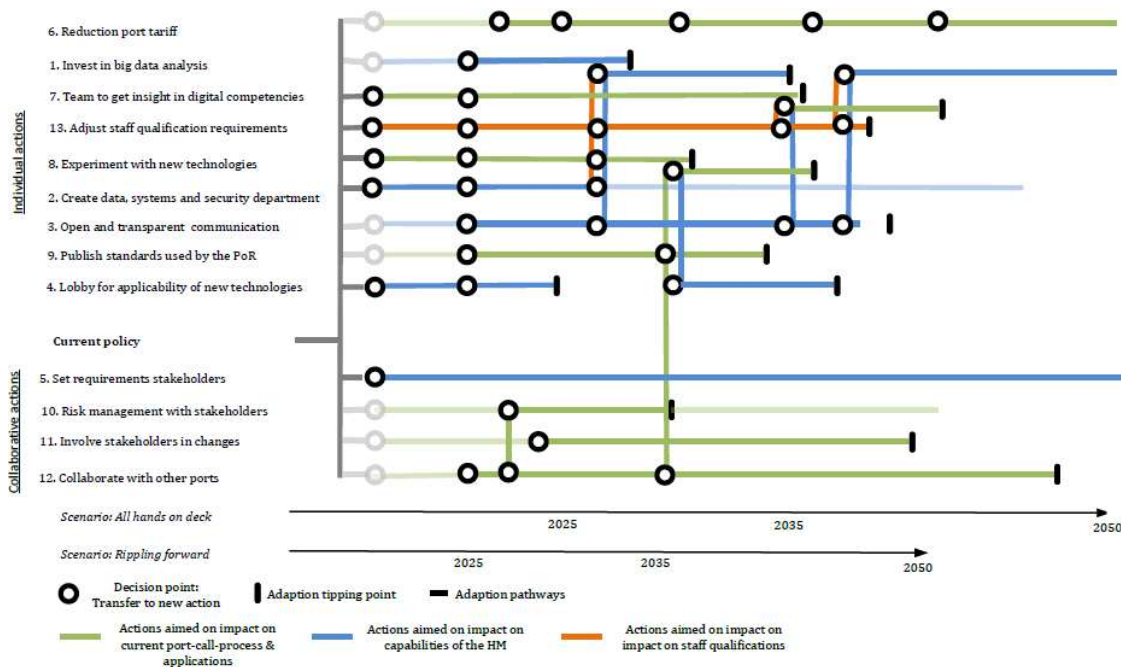 6. Reduction port tariff
1. Invest in big data analysis
7. Team to get insight in digital competencies
13. Adjust staff qualification requirements
8. Experiment with new technologies
2. Create data, systems and security department
3. Open and transparent communication
9. Publish standards used by the PoR
4. Lobby for applicability of new technologies
Individual actions
Current policy
5. Set requirements stakeholders
10. Risk management with stakeholders
11. Involve stakeholders in changes
12. Collaborate with other ports
Collaborative actions
Scenario: All hands on deck
2025
2035
2050
Scenario: Rippling forward
2025
2035
2050
Decision point:
Transfer to new action
Adaption tipping point
Adaption pathways
Actions aimed on impact on
current port-call-process &
applications
Actions aimed on impact on
capabilities of the HM
Actions aimed on impact on
impact on staff qualifications